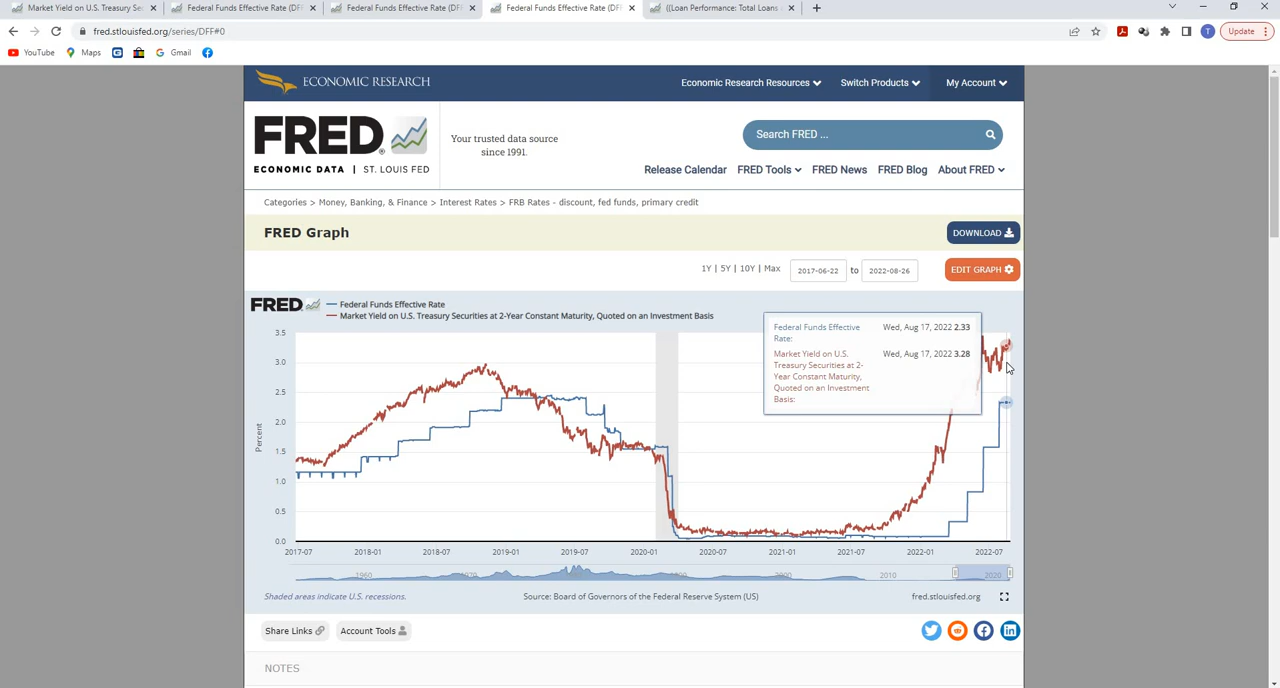 Market Yield on U.S. Treasury Sec
Federal Funds Effective Rate (DFF
Federal Funds Effective Rate (DFF
Federal Funds Effective Rate (DFF
((Loan Performance: Total Loans
fred.stlouisfed.org/series/DFF#0
T
Update
YouTube
Maps
Gmail
ECONOMIC RESEARCH
Economic Research Resources
Switch Products
My Account
FRED
ECONOMIC DATA | ST. LOUIS FED
Your trusted data source
since 1991.
Search FRED ...
Release Calendar
FRED Tools
FRED News
FRED Blog
About FRED
Categories > Money, Banking, & Finance > Interest Rates > FRB Rates - discount, fed funds, primary credit
FRED Graph
DOWNLOAD
1Y | 5Y | 10Y | Max
2017-06-22
to
2022-08-26
EDIT GRAPH
FRED
Federal Funds Effective Rate
Market Yield on U.S. Treasury Securities at 2-Year Constant Maturity, Quoted on an Investment Basis
3.5
3.0
2.5
2.0
1.5
1.0
0.5
0.0
Percent
Federal Funds Effective
Rate:
Wed, Aug 17, 2022 2.33
Market Yield on U.S.
Treasury Securities at 2-
Year Constant Maturity,
Quoted on an Investment
Basis:
Wed, Aug 17, 2022 3.28
2017-07
2018-01
2018-07
2019-01
2019-07
2020-01
2020-07
2021-01
2021-07
2022-01
2022-07
1960
1970
1990
2000
2010
2020
Shaded areas indicate U.S. recessions.
Source: Board of Governors of the Federal Reserve System (US)
fred.stlouisfed.org
Share Links
Account Tools
NOTES